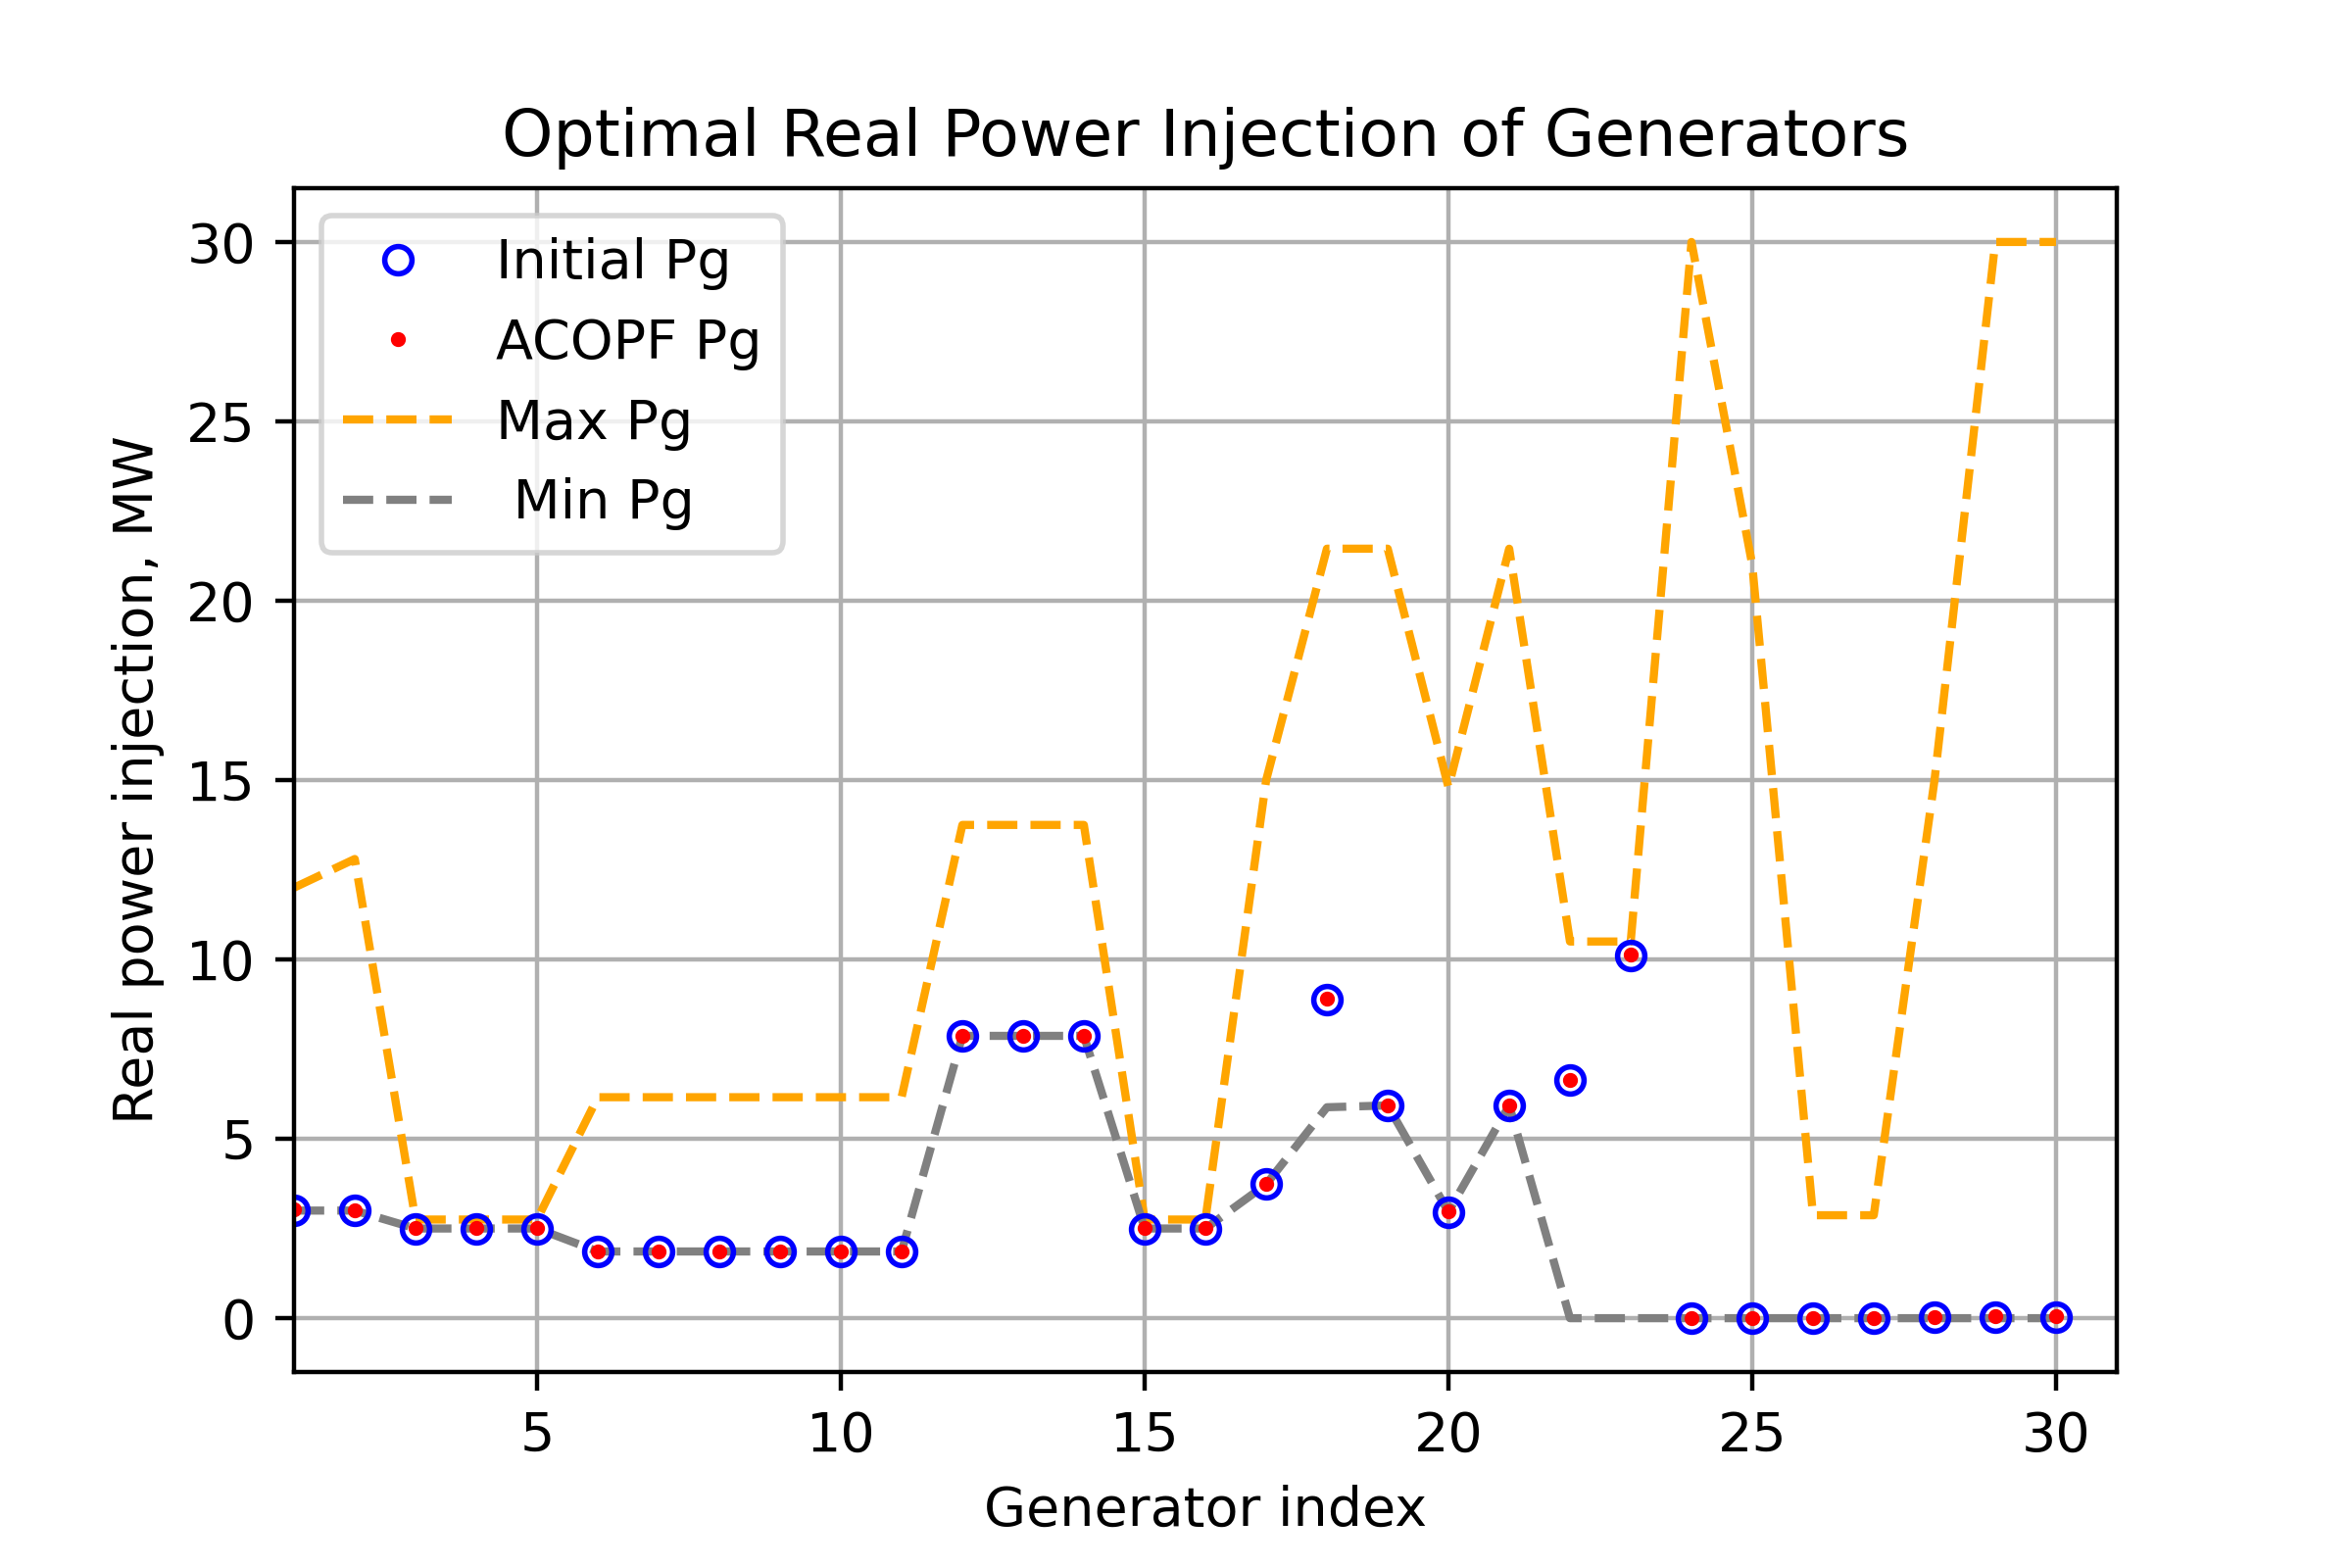 Optimal Real Power Injection of Generators
Initial Pg
ACOPF Pg
Max Pg
Min Pg
30
25
20
15
10
5
0
Real power injection, MW
5 10 15 20 25 30
Generator index